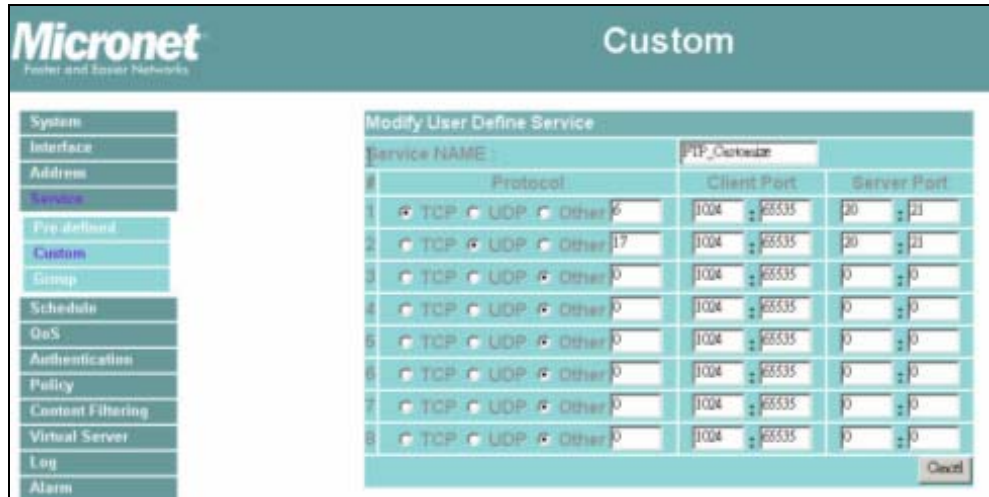 Micronet
Faster and Easier Networks
Custom
System
Interface
Address
Service
Pre-defined
Custom
Group
Schedule
QoS
Authentication
Policy
Content Filtering
Virtual Server
Log
Alarm
Modify User Define Service
Service NAME : FTP_Customize
# Protocol Client Port Server Port
1 TCP UDP Other 6 1024 : 65535 20 : 21
2 TCP UDP Other 17 1024 : 65535 20 : 21
3 TCP UDP Other 0 1024 : 65535 0 : 0
4 TCP UDP Other 0 1024 : 65535 0 : 0
5 TCP UDP Other 0 1024 : 65535 0 : 0
6 TCP UDP Other 0 1024 : 65535 0 : 0
7 TCP UDP Other 0 1024 : 65535 0 : 0
8 TCP UDP Other 0 1024 : 65535 0 : 0
Cancel